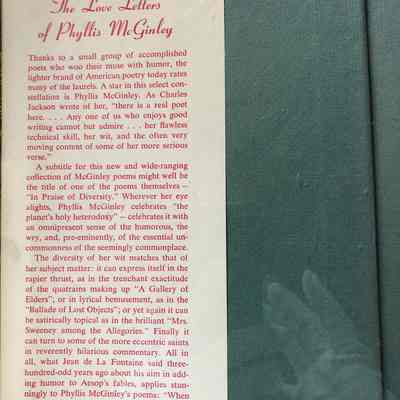 The Love Letters
of Phyllis McGinley
Thanks to a small group of accomplished
poets who woo their muse with humor, the
lighter brand of American poetry today rates
many of the laurels. A star in this select con-
stellation is Phyllis McGinley. As Charles
Jackson wrote of her, "there is a real poet
here. . . . Any one of us who enjoys good
writing cannot but admire . . . her flawless
technical skill, her wit, and the often very
moving content of some of her more serious
verse."
A subtitle for this new and wide-ranging
collection of McGinley poems might well be
the title of one of the poems themselves –
"In Praise of Diversity." Wherever her eye
alights, Phyllis McGinley celebrates "the
planet's holy heterodoxy" – celebrates it with
an omnipresent sense of the humorous, the
wry, and, pre-eminently, of the essential un-
commonness of the seemingly commonplace.
The diversity of her wit matches that of
her subject matter: it can express itself in the
rapier thrust, as in the trenchant exactitude
of the quatrains making up "A Gallery of
Elders"; or in lyrical bemusement, as in the
"Ballade of Lost Objects"; or yet again it can
be satirically topical as in the brilliant "Mrs.
Sweeney among the Allegories." Finally it
can turn to some of the more eccentric saints
in reverently hilarious commentary. All in
all, what Jean de La Fontaine said three-
hundred-odd years ago about his aim in add-
ing humor to Aesop's fables, applies stun-
ningly to Phyllis McGinley's poems: "When